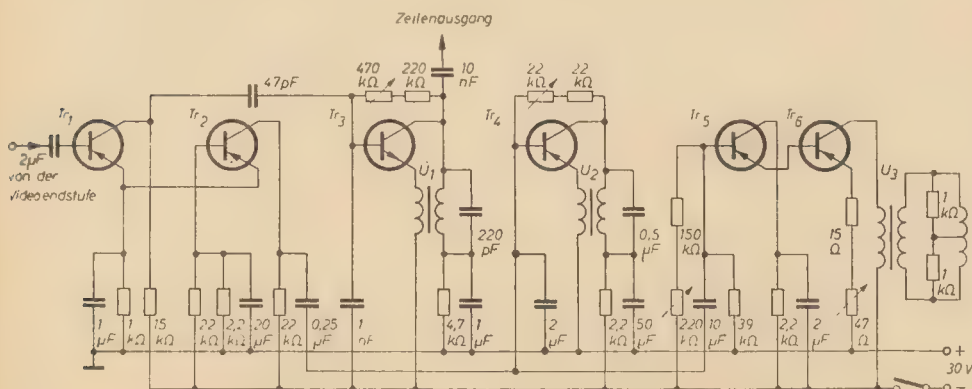 Zeilenausgang
47pF
470 kΩ
220 kΩ
10 nF
22 kΩ
22 kΩ
Tr1
Tr2
Tr3
Tr4
Tr5
Tr6
2µF
von der
Videoendstufe
Ü1
Ü2
Ü3
220 pF
0,5 µF
150 kΩ
15 Ω
1 kΩ
1 kΩ
1 µF
1 kΩ
15 kΩ
22 kΩ
2,2 kΩ
20 µF
22 kΩ
0,25 µF
1 nF
4,7 kΩ
1 µF
2 µF
2,2 kΩ
50 µF
220 kΩ
10 µF
39 kΩ
2,2 kΩ
2 µF
47 Ω
+
30 V